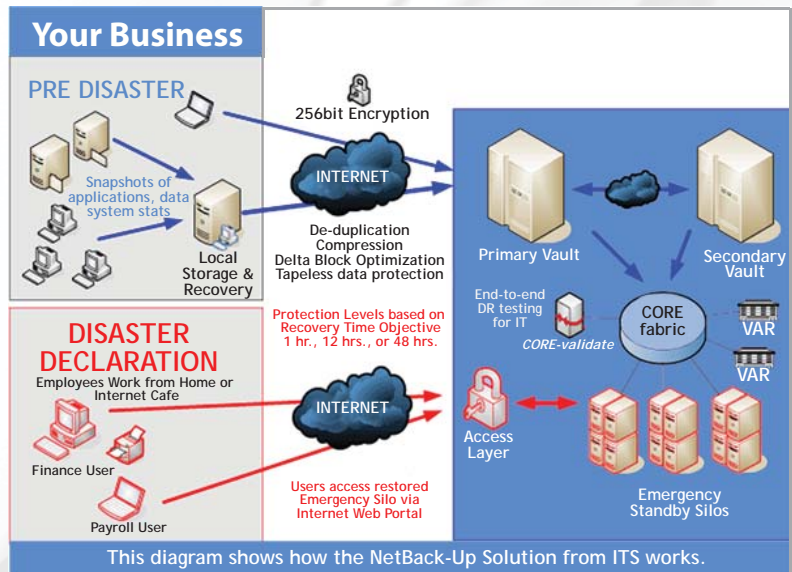 Your Business
PRE DISASTER
Snapshots of
applications, data
system stats
Local
Storage &
Recovery
256bit Encryption
INTERNET
De-duplication
Compression
Delta Block Optimization
Tapeless data protection
Primary Vault
Secondary
Vault
End-to-end
DR testing
for IT
CORE-validate
CORE
fabric
VAR
VAR
DISASTER
DECLARATION
Employees Work from Home or
Internet Cafe
Finance User
Payroll User
Protection Levels based on
Recovery Time Objective
1 hr., 12 hrs., or 48 hrs.
INTERNET
Users access restored
Emergency Silo via
Internet Web Portal
Access
Layer
Emergency
Standby Silos
This diagram shows how the NetBack-Up Solution from ITS works.